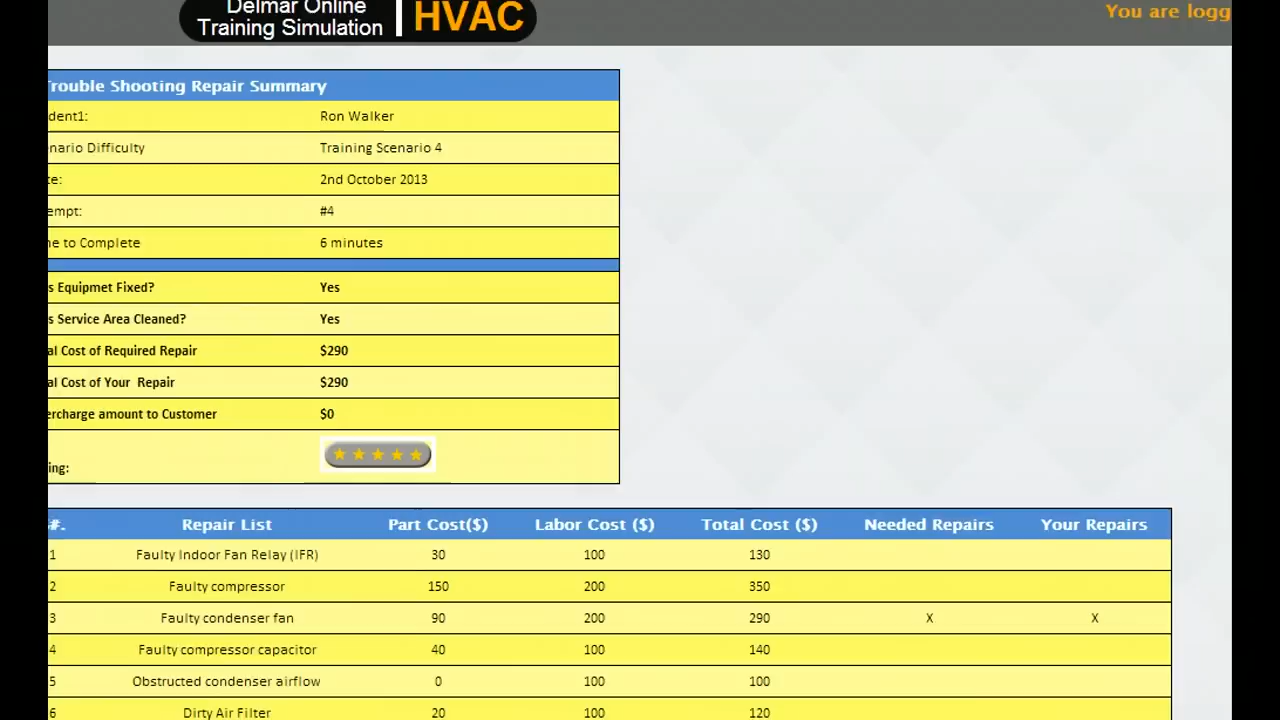 Delmar Online
Training Simulation
HVAC
You are logg
Trouble Shooting Repair Summary
dent1: Ron Walker
nario Difficulty Training Scenario 4
te: 2nd October 2013
empt: #4
ne to Complete 6 minutes
s Equipmet Fixed? Yes
s Service Area Cleaned? Yes
al Cost of Required Repair $290
al Cost of Your Repair $290
ercharge amount to Customer $0
ing:
#. Repair List Part Cost($) Labor Cost ($) Total Cost ($) Needed Repairs Your Repairs
1 Faulty Indoor Fan Relay (IFR) 30 100 130
2 Faulty compressor 150 200 350
3 Faulty condenser fan 90 200 290 X X
4 Faulty compressor capacitor 40 100 140
5 Obstructed condenser airflow 0 100 100
6 Dirty Air Filter 20 100 120